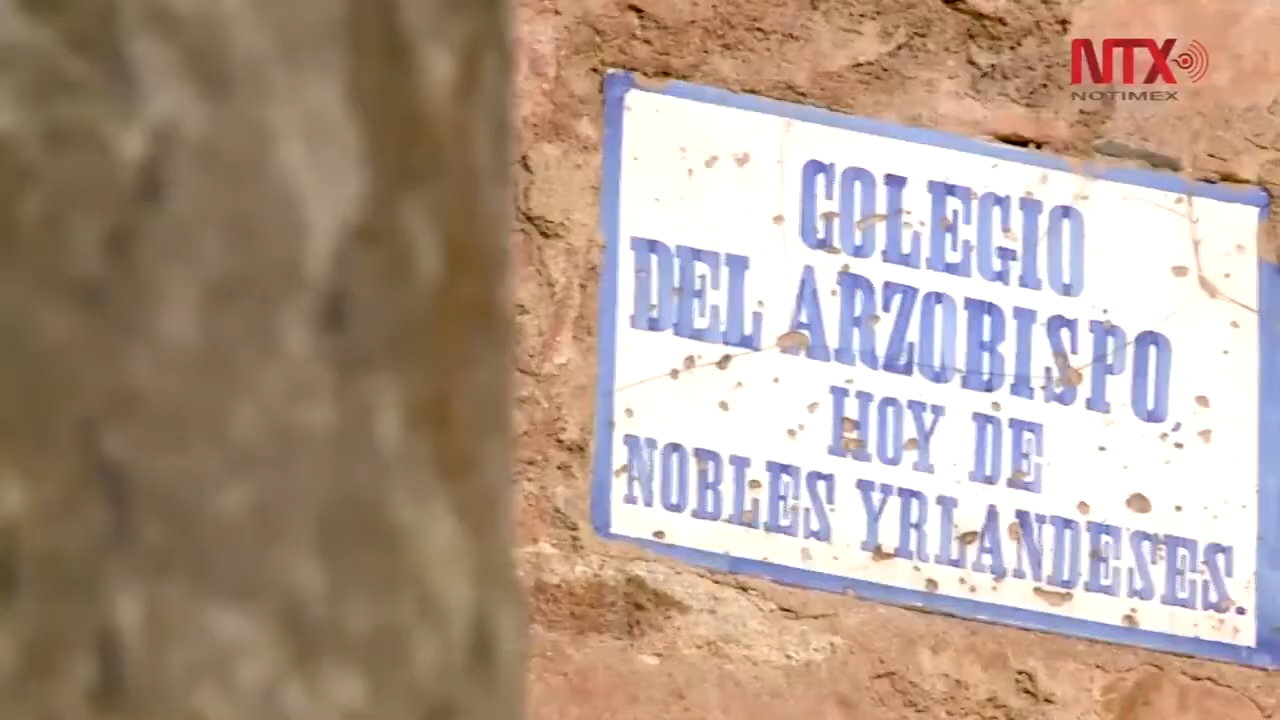 NTX
NOTIMEX
COLEGIO
DEL ARZOBISPO,
HOY DE
NOBLES YRLANDESES.